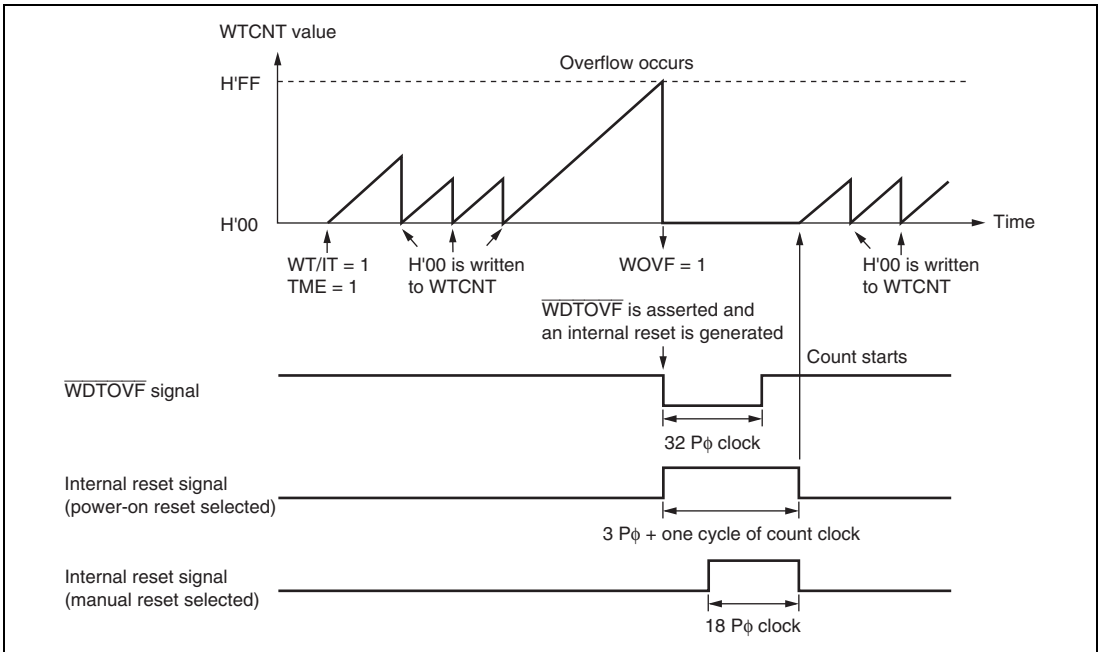 WTCNT value
Overflow occurs
H'FF
H'00
Time
WT/IT = 1
TME = 1
H'00 is written
to WTCNT
WOVF = 1
H'00 is written
to WTCNT
WDTOVF is asserted and
an internal reset is generated
Count starts
WDTOVF signal
32 Pϕ clock
Internal reset signal
(power-on reset selected)
3 Pϕ + one cycle of count clock
Internal reset signal
(manual reset selected)
18 Pϕ clock